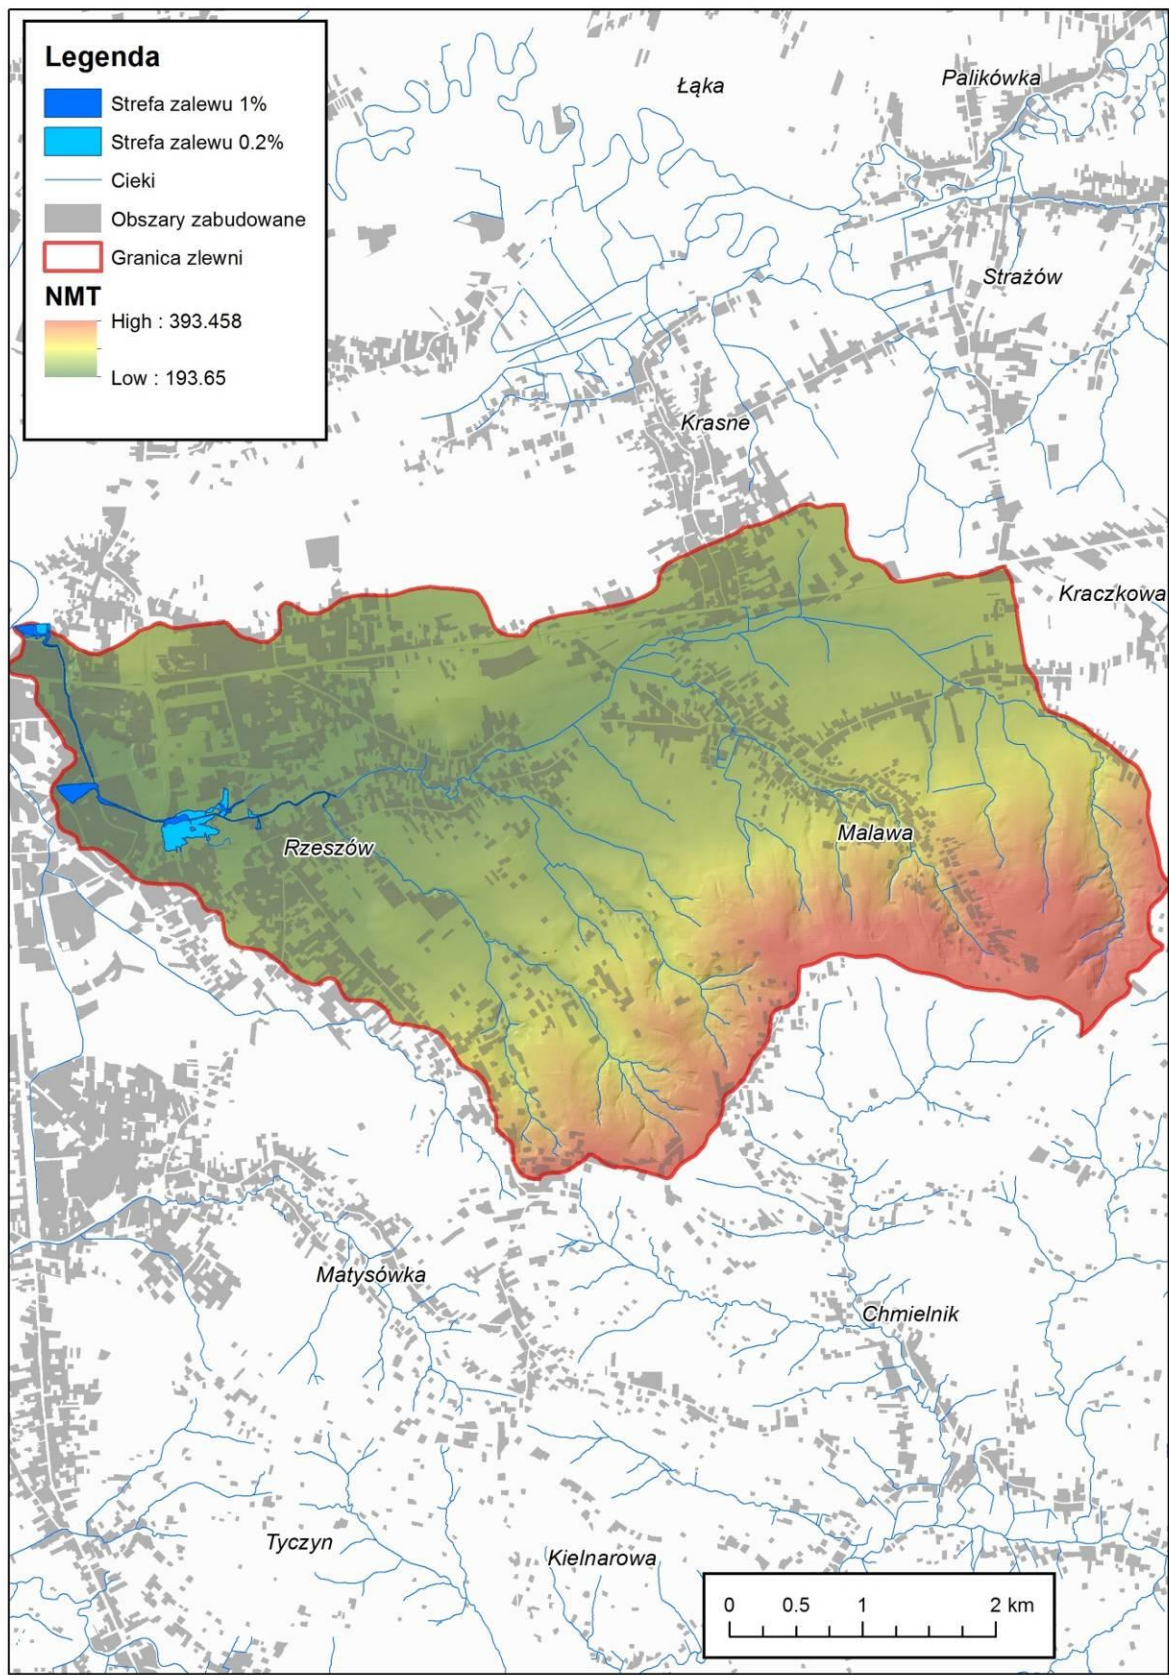 Legenda
Strefa zalewu 1%
Strefa zalewu 0.2%
Cieki
Obszary zabudowane
Granica zlewni
NMT
High : 393.458
Low : 193.65
Łąka
Palikówka
Strażów
Krasne
Kraczkowa
Malawa
Rzeszów
Matysówka
Chmielnik
Tyczyn
Kielnarowa
0 0.5 1 2 km